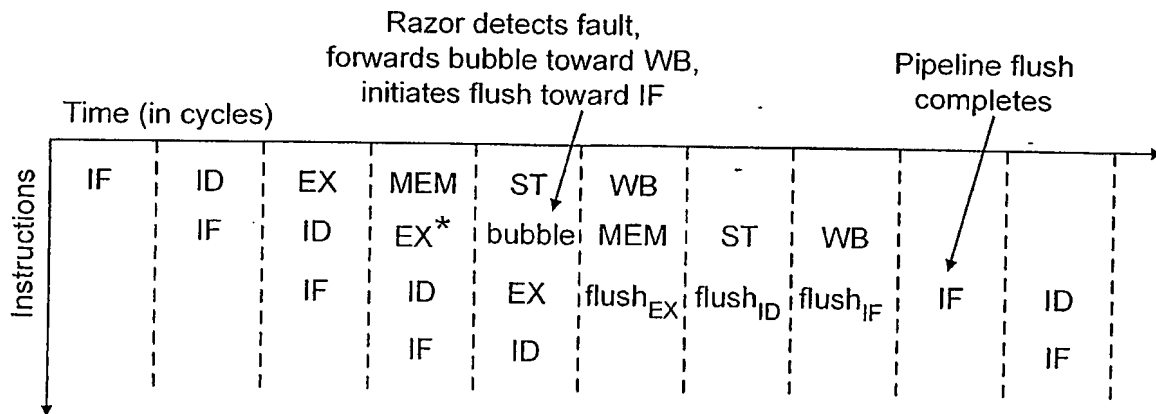 Razor detects fault,
forwards bubble toward WB,
initiates flush toward IF
Pipeline flush
completes
Time (in cycles)
Instructions
IF ID EX MEM ST WB
IF ID EX* bubble MEM ST WB
IF ID EX flushEX flushID flushIF IF ID
IF ID IF